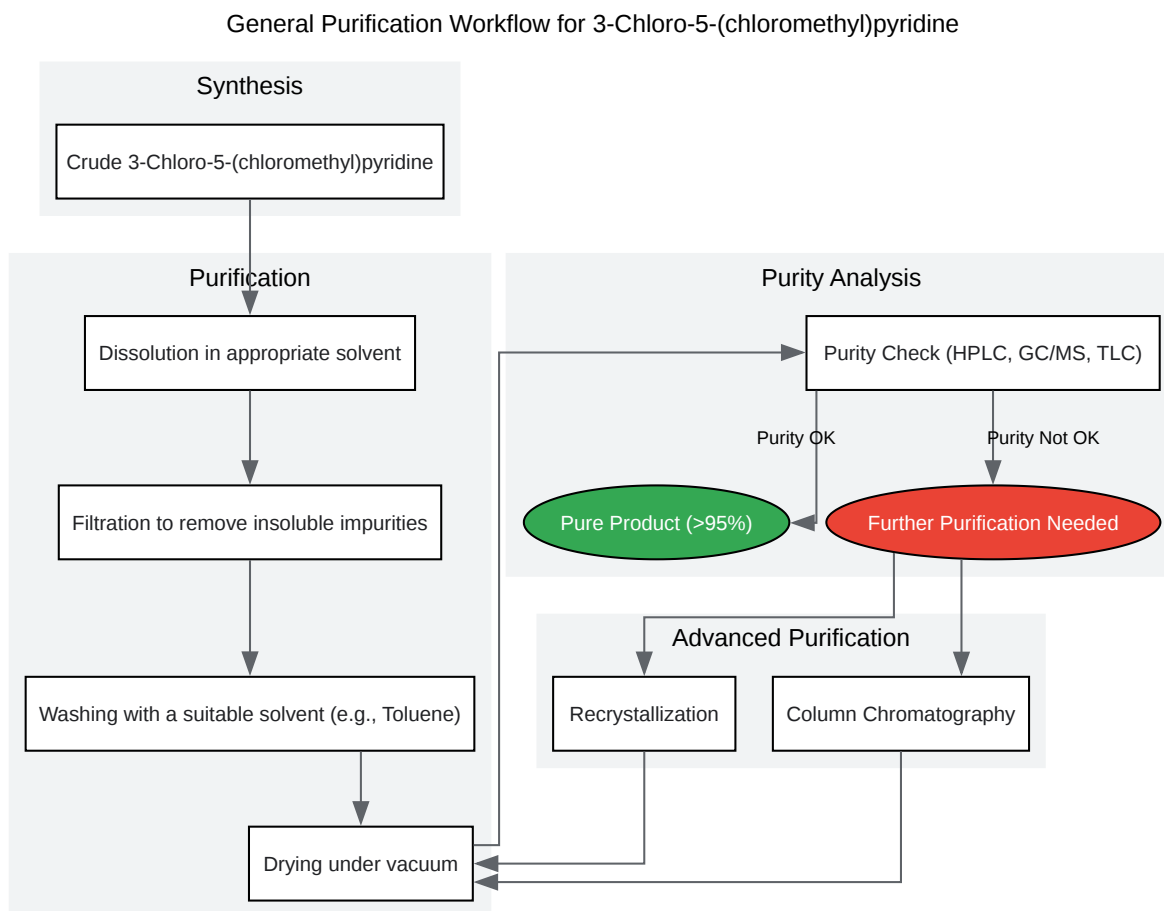 General Purification Workflow for 3-Chloro-5-(chloromethyl)pyridine
Synthesis
Crude 3-Chloro-5-(chloromethyl)pyridine
Purification
Dissolution in appropriate solvent
Filtration to remove insoluble impurities
Washing with a suitable solvent (e.g., Toluene)
Drying under vacuum
Purity Analysis
Purity Check (HPLC, GC/MS, TLC)
Purity OK
Purity Not OK
Pure Product (>95%)
Further Purification Needed
Advanced Purification
Recrystallization
Column Chromatography